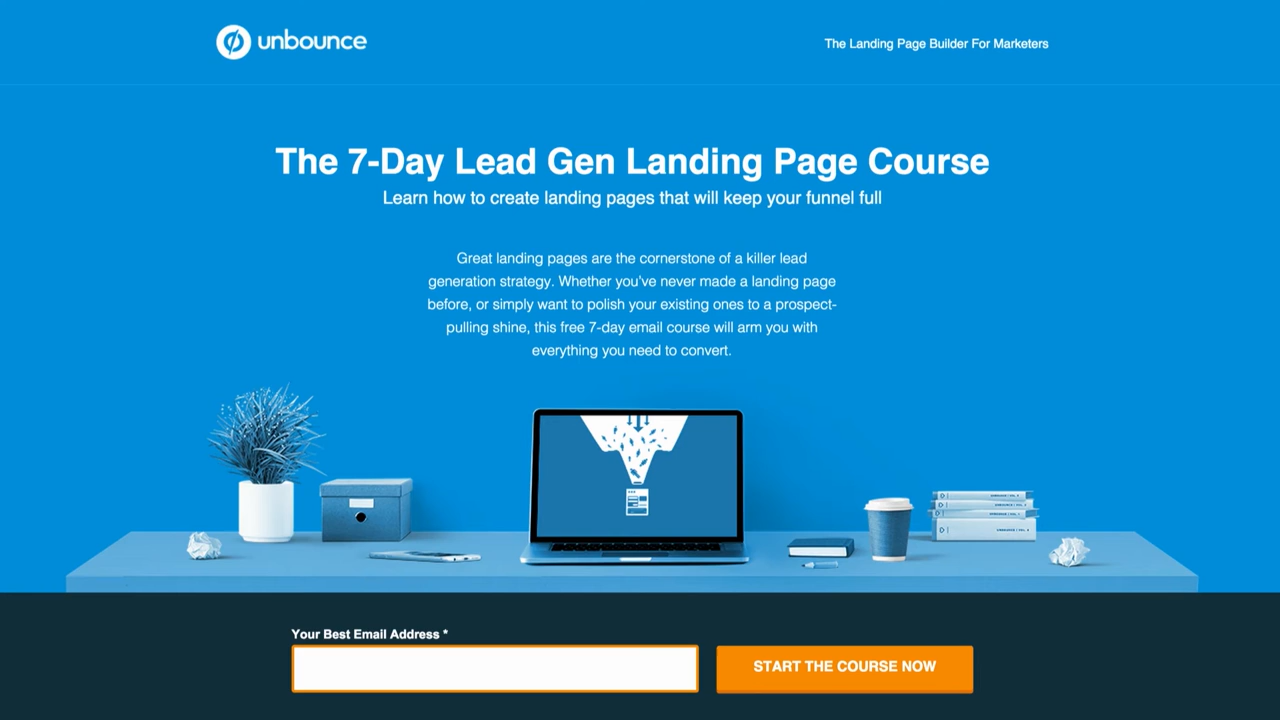 unbounce
The Landing Page Builder For Marketers
The 7-Day Lead Gen Landing Page Course
Learn how to create landing pages that will keep your funnel full
Great landing pages are the cornerstone of a killer lead
generation strategy. Whether you've never made a landing page
before, or simply want to polish your existing ones to a prospect-
pulling shine, this free 7-day email course will arm you with
everything you need to convert.
Your Best Email Address *
START THE COURSE NOW